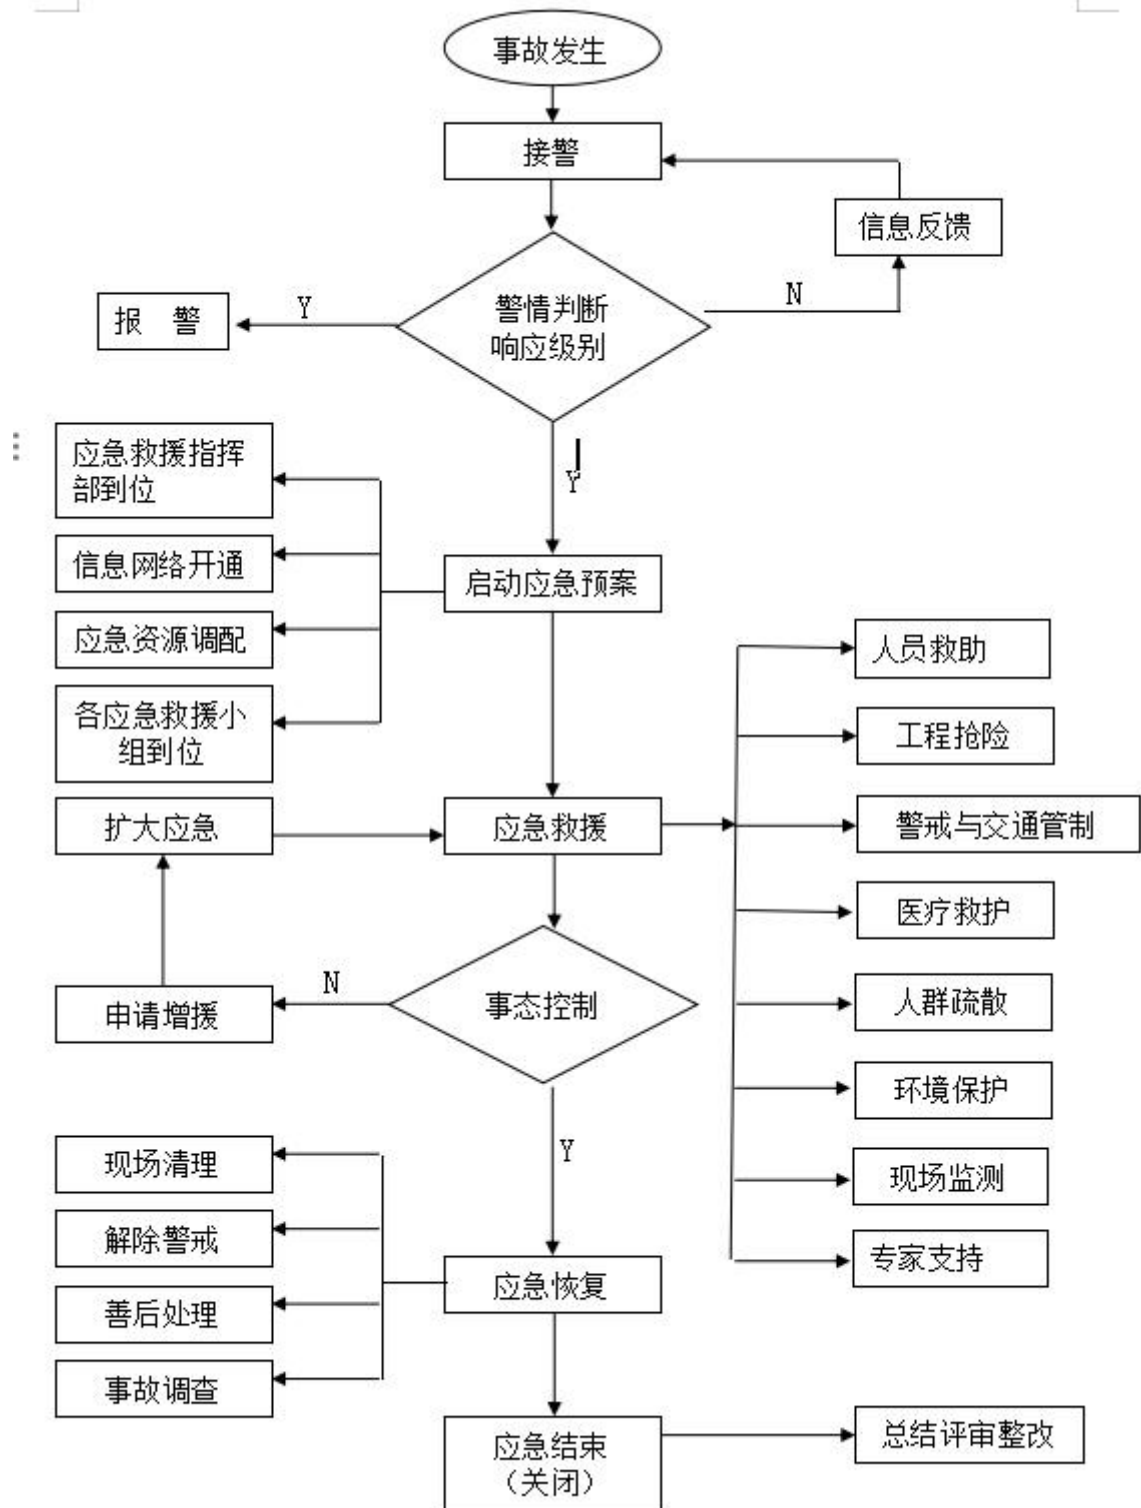 事故发生
接警
信息反馈
警情判断
响应级别
Y
N
报 警
Y
应急救援指挥
部到位
信息网络开通
启动应急预案
应急资源调配
各应急救援小
组到位
人员救助
工程抢险
扩大应急
应急救援
警戒与交通管制
医疗救护
人群疏散
申请增援
N
事态控制
环境保护
现场监测
专家支持
Y
现场清理
解除警戒
善后处理
事故调查
应急恢复
应急结束
（关闭）
总结评审整改